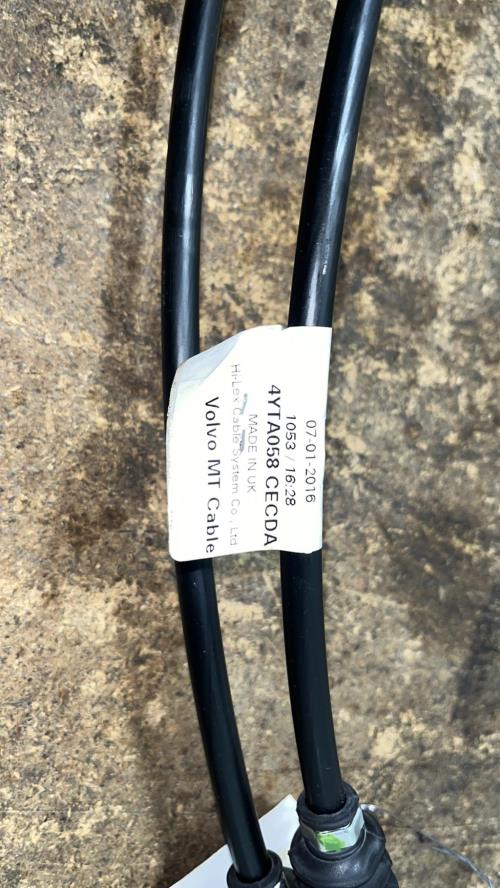 07-01-2016
1053 / 16:28
4YTA058 CECDA
MADE IN UK
Hi-Lex Cable System Co., Ltd
Volvo MT Cable